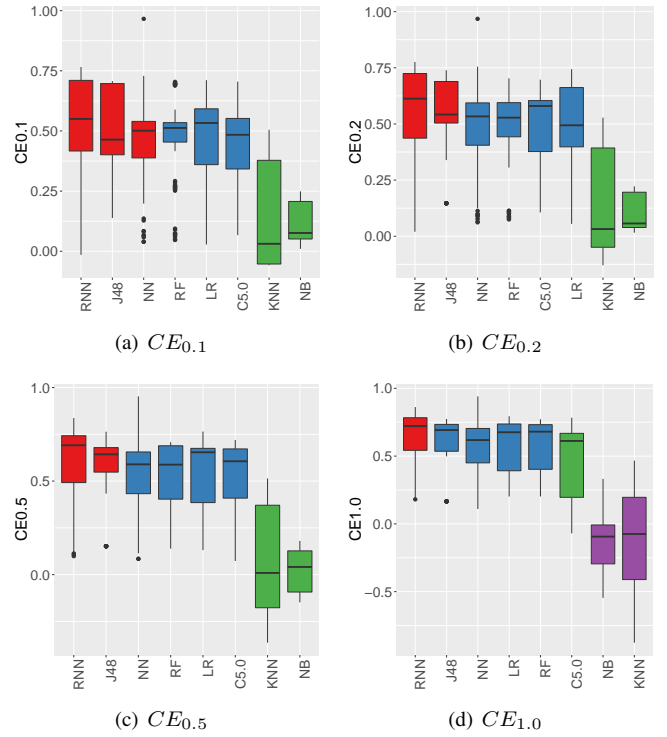 CE0.1
1.00
0.75
0.50
0.25
0.00
RNN
J48
NN
RF
LR
C5.0
KNN
NB
(a) CE0.1
CE0.2
1.00
0.75
0.50
0.25
0.00
RNN
J48
NN
RF
C5.0
LR
KNN
NB
(b) CE0.2
CE0.5
1.0
0.5
0.0
RNN
J48
NN
RF
LR
C5.0
KNN
NB
(c) CE0.5
CE1.0
1.0
0.5
0.0
−0.5
RNN
J48
NN
LR
RF
C5.0
NB
KNN
(d) CE1.0